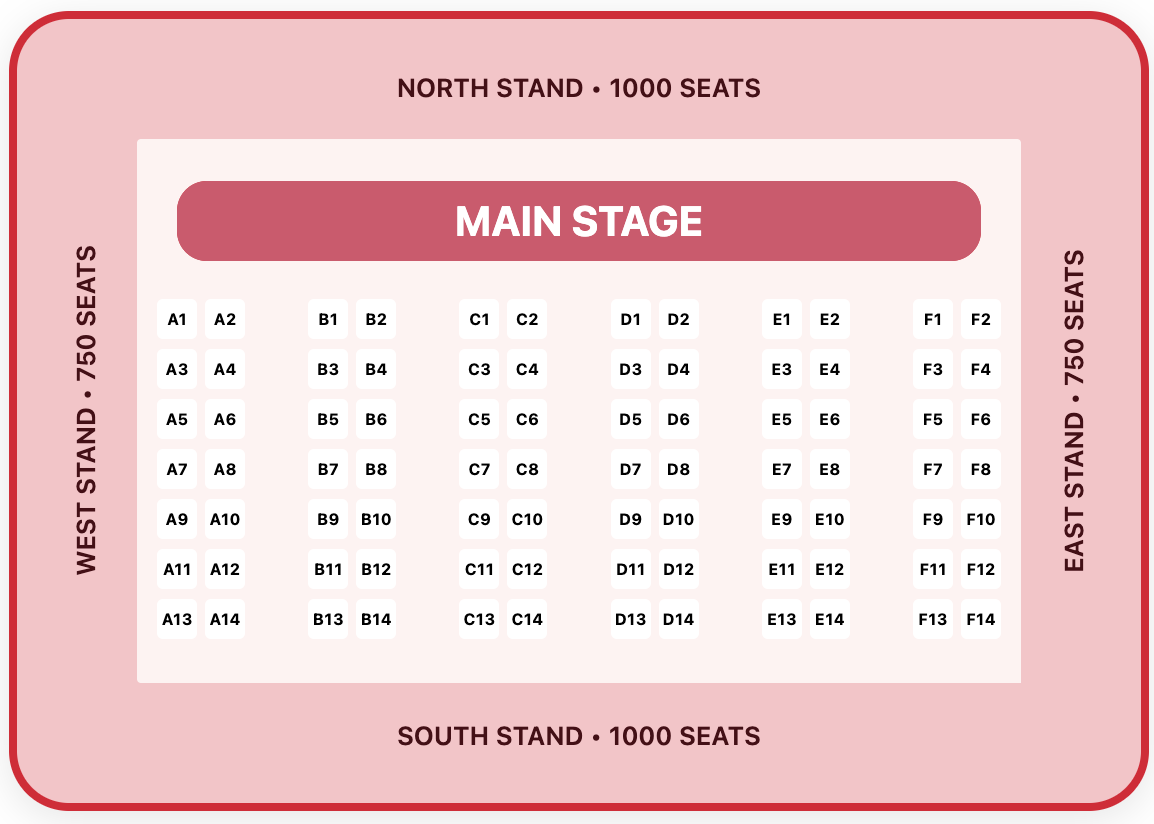 NORTH STAND • 1000 SEATS
MAIN STAGE
WEST STAND • 750 SEATS
EAST STAND • 750 SEATS
A1 A2 B1 B2 C1 C2 D1 D2 E1 E2 F1 F2
A3 A4 B3 B4 C3 C4 D3 D4 E3 E4 F3 F4
A5 A6 B5 B6 C5 C6 D5 D6 E5 E6 F5 F6
A7 A8 B7 B8 C7 C8 D7 D8 E7 E8 F7 F8
A9 A10 B9 B10 C9 C10 D9 D10 E9 E10 F9 F10
A11 A12 B11 B12 C11 C12 D11 D12 E11 E12 F11 F12
A13 A14 B13 B14 C13 C14 D13 D14 E13 E14 F13 F14
SOUTH STAND • 1000 SEATS